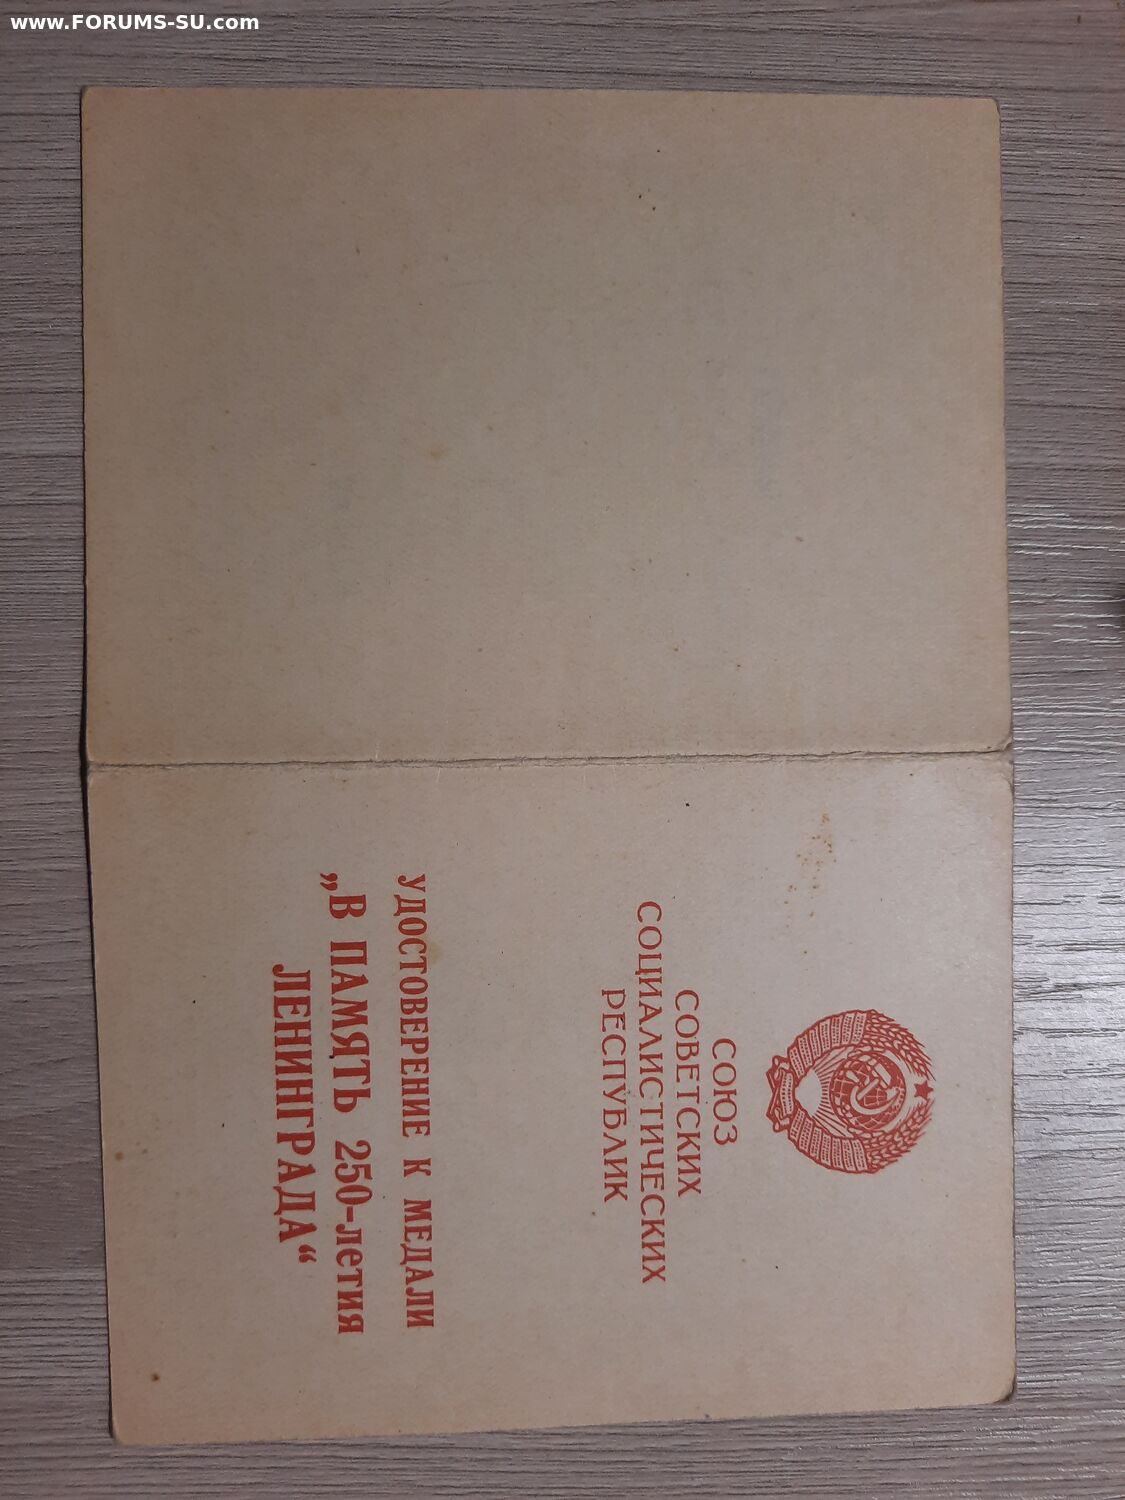 www.FORUMS-SU.com
СОЮЗ
СОВЕТСКИХ
СОЦИАЛИСТИЧЕСКИХ
РЕСПУБЛИК
УДОСТОВЕРЕНИЕ К МЕДАЛИ
„В ПАМЯТЬ 250-летия
ЛЕНИНГРАДА“